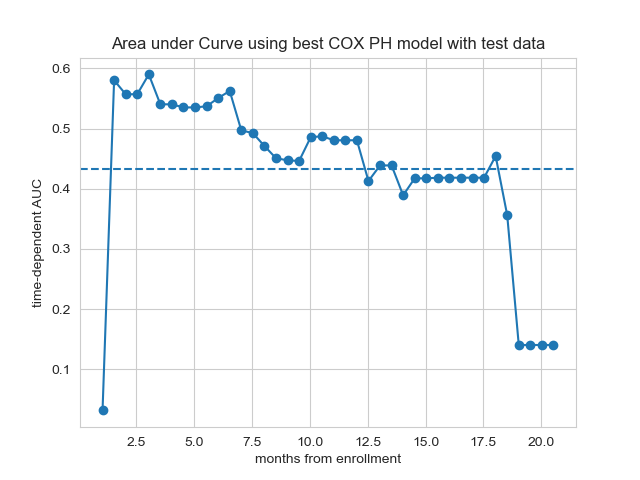 Area under Curve using best COX PH model with test data
time-dependent AUC
0.6
0.5
0.4
0.3
0.2
0.1
2.5 5.0 7.5 10.0 12.5 15.0 17.5 20.0
months from enrollment